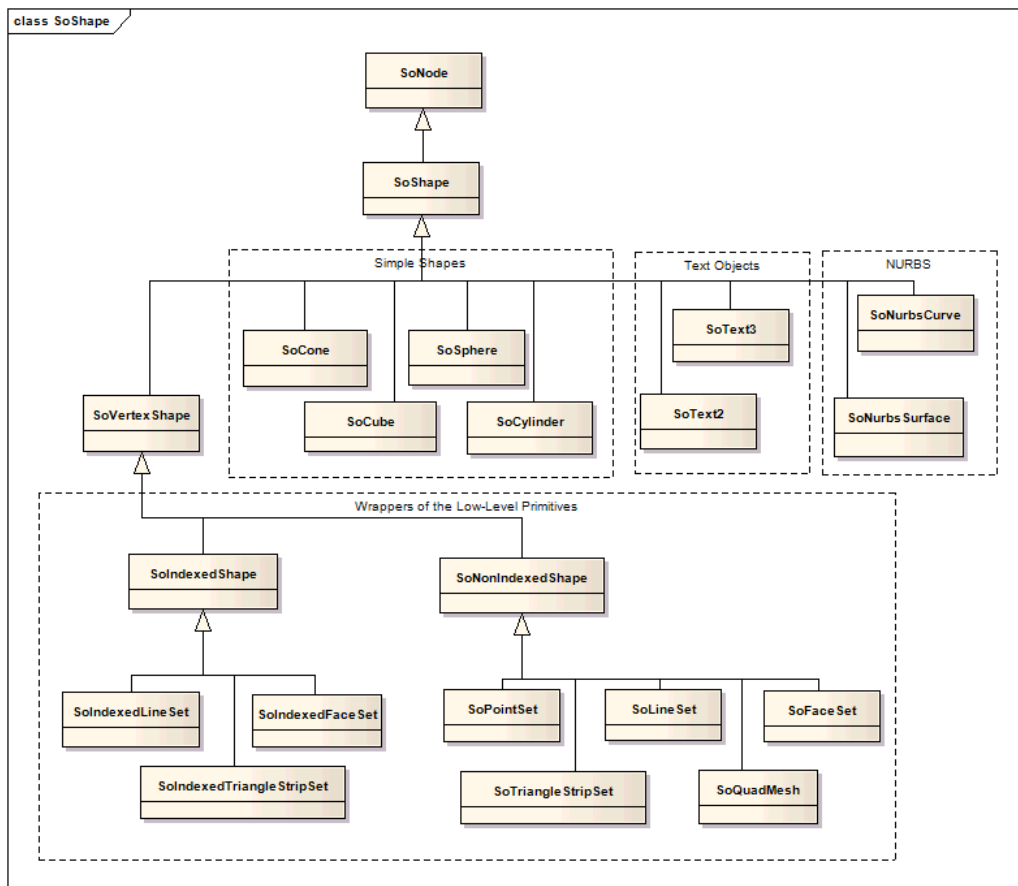 class SoShape
SoNode
SoShape
Simple Shapes
Text Objects
NURBS
SoCone
SoSphere
SoText3
SoNurbsCurve
SoVertexShape
SoCube
SoCylinder
SoText2
SoNurbsSurface
Wrappers of the Low-Level Primitives
SoIndexedShape
SoNonIndexedShape
SoIndexedLineSet
SoIndexedFaceSet
SoPointSet
SoLineSet
SoFaceSet
SoIndexedTriangleStripSet
SoTriangleStripSet
SoQuadMesh